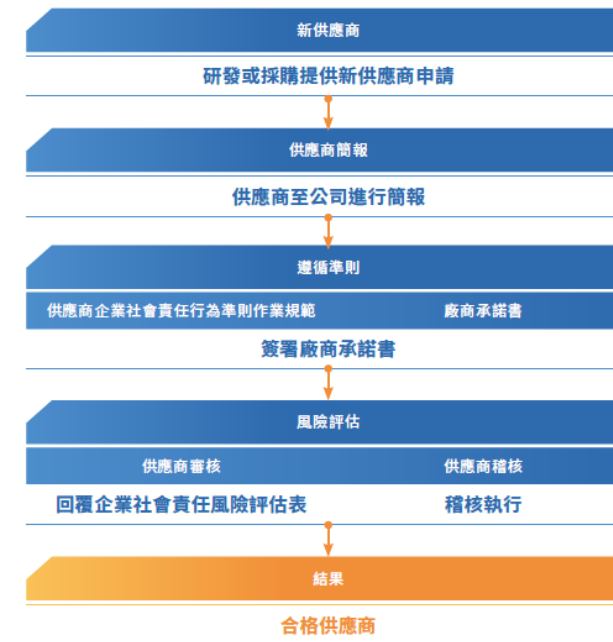 新供應商
研發或採購提供新供應商申請
供應商簡報
供應商至公司進行簡報
遵循準則
供應商企業社會責任行為準則作業規範 廠商承諾書
簽署廠商承諾書
風險評估
供應商審核 供應商稽核
回覆企業社會責任風險評估表 稽核執行
結果
合格供應商